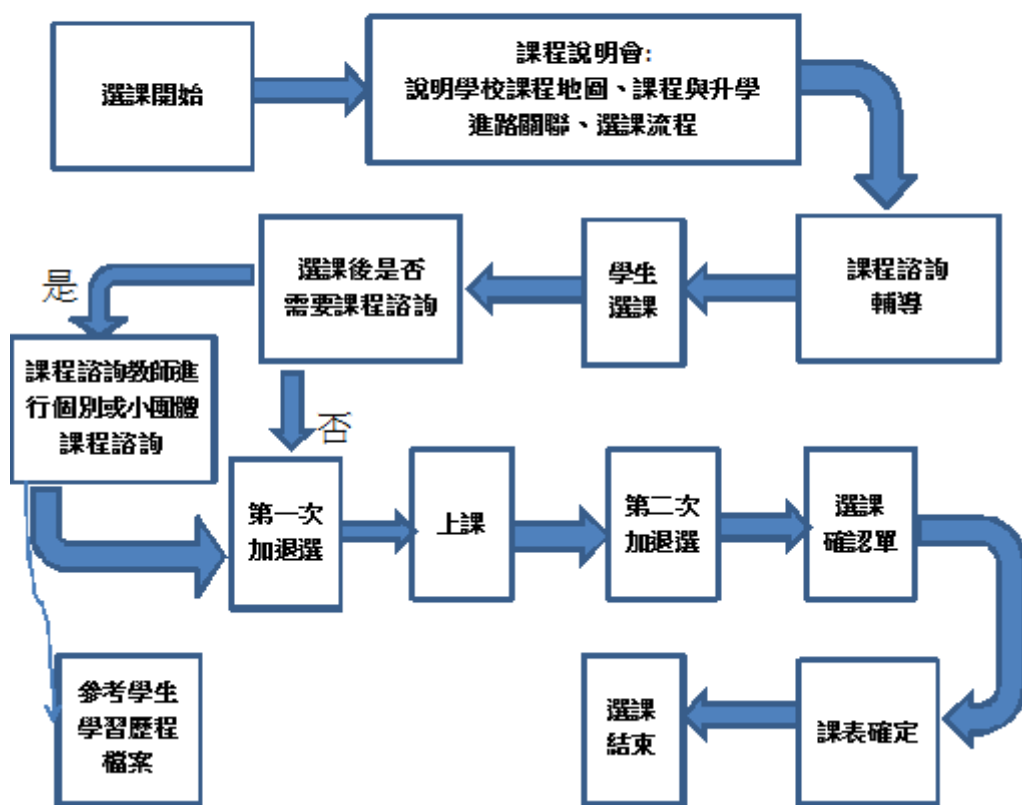 選課開始
課程說明會:
說明學校課程地圖、課程與升學
進路關聯、選課流程
課程諮詢
輔導
學生
選課
選課後是否
需要課程諮詢
是
課程諮詢教師進
行個別或小團體
課程諮詢
否
第一次
加退選
上課
第二次
加退選
選課
確認單
課表確定
選課
結束
參考學生
學習歷程
檔案